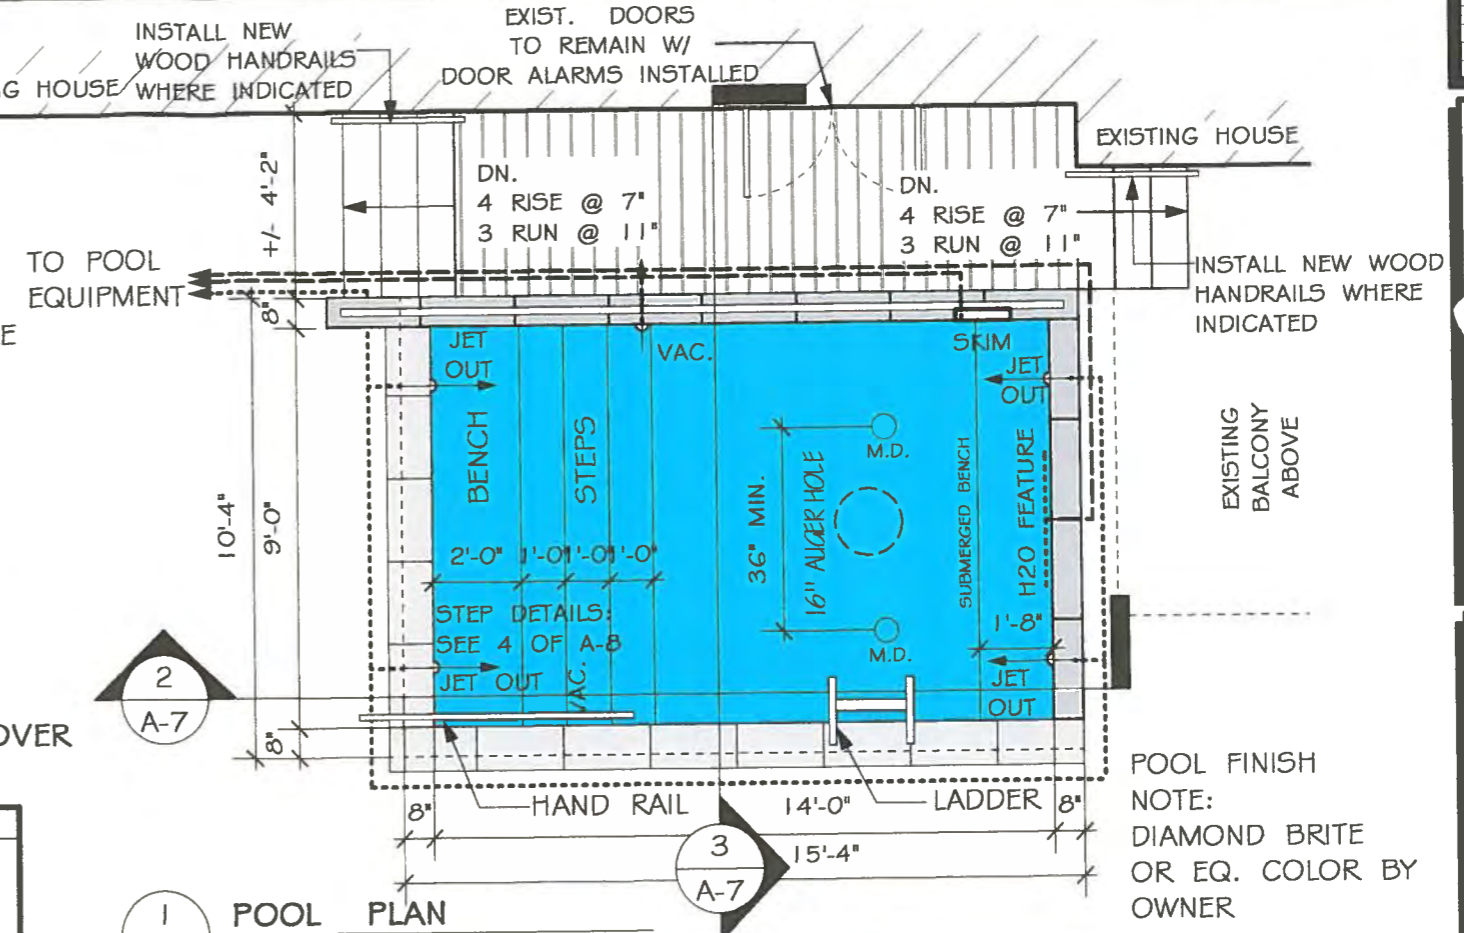 INSTALL NEW
WOOD HANDRAILS
WHERE INDICATED
EXIST. DOORS
TO REMAIN W/
DOOR ALARMS INSTALLED
G HOUSE
EXISTING HOUSE
+/- 4'-2"
DN.
4 RISE @ 7"
3 RUN @ 11"
DN.
4 RISE @ 7"
3 RUN @ 11"
TO POOL
EQUIPMENT
E
INSTALL NEW WOOD
HANDRAILS WHERE
INDICATED
8"
JET
OUT
VAC.
SKIM
JET
OUT
BENCH
STEPS
M.D.
36" MIN.
16" AUGER HOLE
SUBMERGED BENCH
H20 FEATURE
EXISTING
BALCONY
ABOVE
10'-4"
9'-0"
2'-0"
1'-0"
1'-0"
1'-0"
STEP DETAILS:
SEE 4 OF A-8
JET OUT
VAC.
M.D.
1'-8"
JET
OUT
2
A-7
OVER
8"
HAND RAIL
LADDER
8"
14'-0"
8"
15'-4"
3
A-7
POOL FINISH
NOTE:
DIAMOND BRITE
OR EQ. COLOR BY
OWNER
1
POOL PLAN